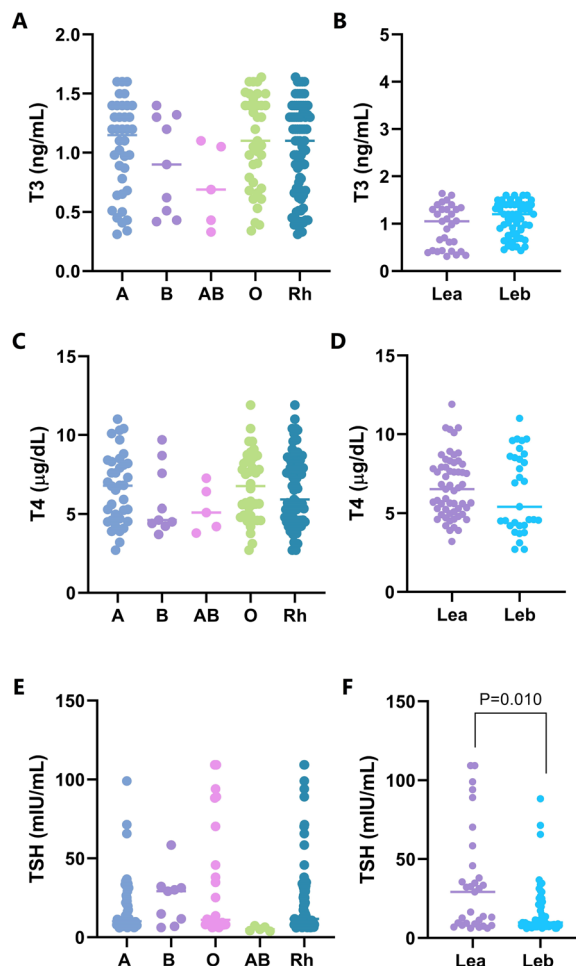 A
T3 (ng/mL)
2.0
1.5
1.0
0.5
0.0
A B AB O Rh
B
T3 (ng/mL)
5
4
3
2
1
0
Lea Leb
C
T4 (µg/dL)
15
10
5
0
A B AB O Rh
D
T4 (µg/dL)
15
10
5
0
Lea Leb
E
TSH (mIU/mL)
150
100
50
0
A B O AB Rh
F
TSH (mIU/mL)
150
100
50
0
P=0.010
Lea Leb